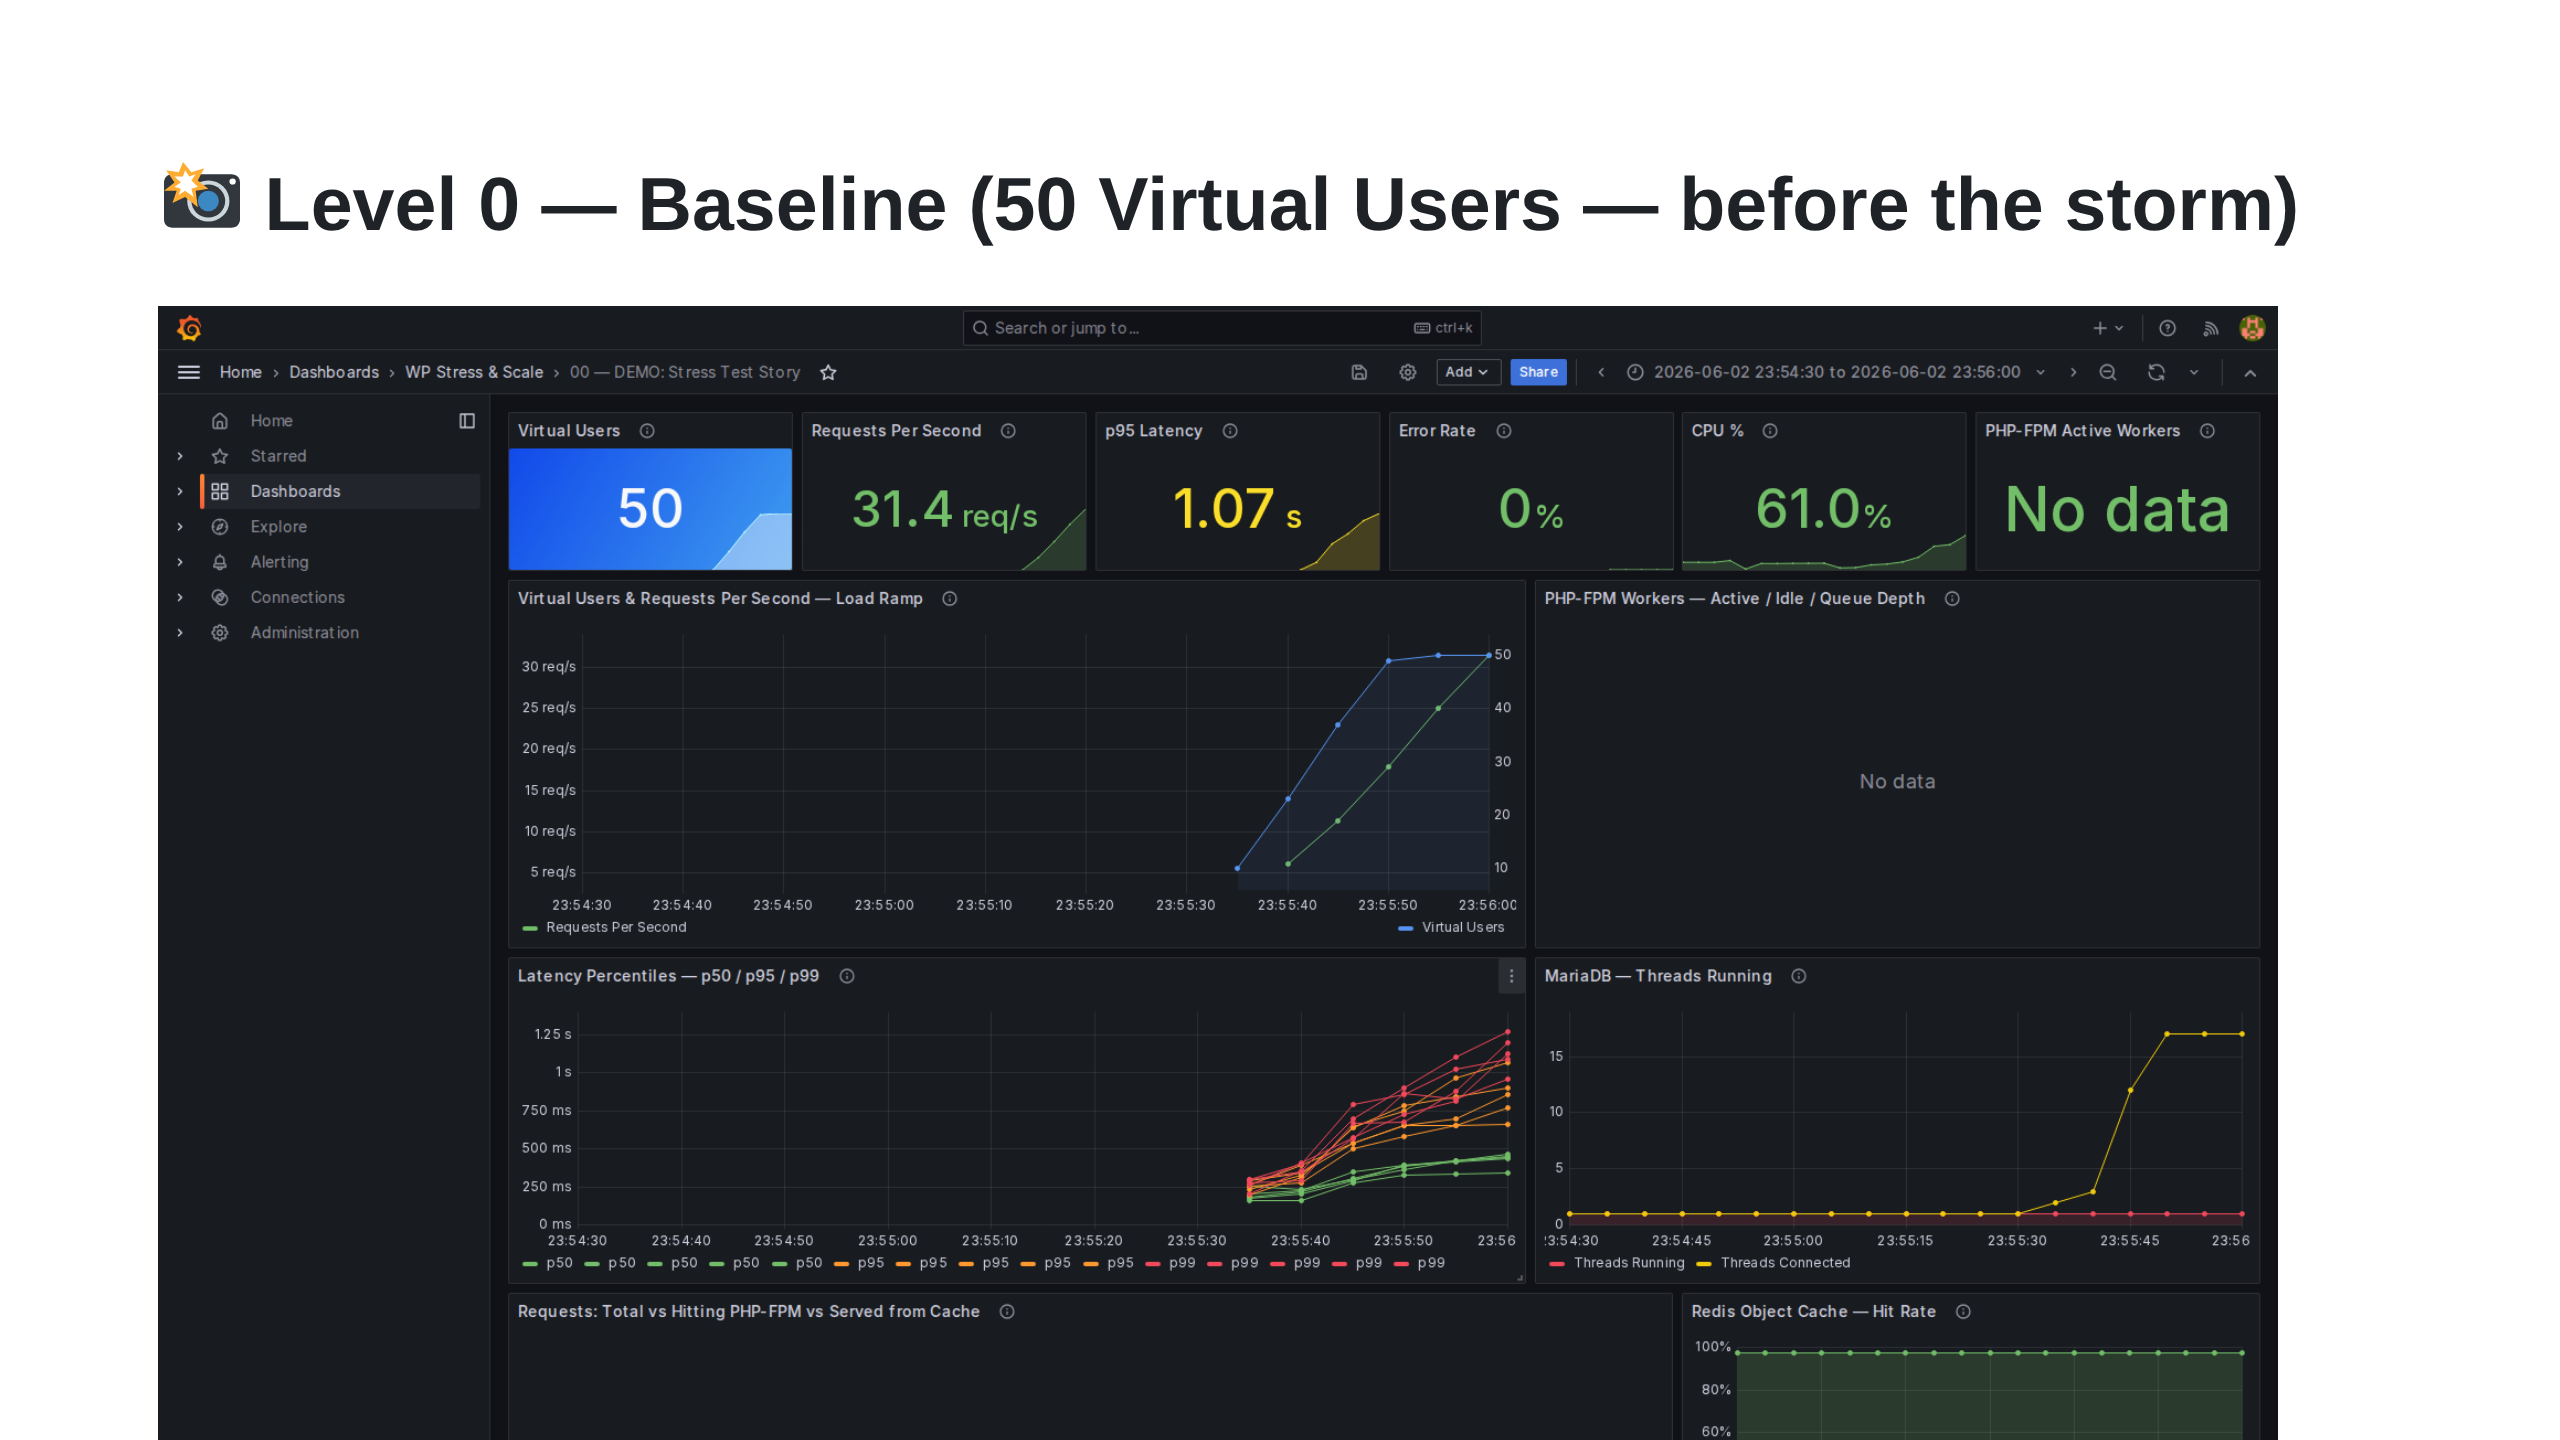 Level 0 — Baseline (50 Virtual Users — before the storm)
Search or jump to...
ctrl+k
Home › Dashboards › WP Stress & Scale › 00 — DEMO: Stress Test Story
Add
Share
2026-06-02 23:54:30 to 2026-06-02 23:56:00
Home
Starred
Dashboards
Explore
Alerting
Connections
Administration
Virtual Users
50
Requests Per Second
31.4 req/s
p95 Latency
1.07 s
Error Rate
0%
CPU %
61.0%
PHP-FPM Active Workers
No data
Virtual Users & Requests Per Second — Load Ramp
30 req/s
25 req/s
20 req/s
15 req/s
10 req/s
5 req/s
50
40
30
20
10
23:54:30 23:54:40 23:54:50 23:55:00 23:55:10 23:55:20 23:55:30 23:55:40 23:55:50 23:56:00
Requests Per Second
Virtual Users
PHP-FPM Workers — Active / Idle / Queue Depth
No data
Latency Percentiles — p50 / p95 / p99
1.25 s
1 s
750 ms
500 ms
250 ms
0 ms
23:54:30 23:54:40 23:54:50 23:55:00 23:55:10 23:55:20 23:55:30 23:55:40 23:55:50 23:56
p50 p50 p50 p50 p50 p95 p95 p95 p95 p95 p99 p99 p99 p99 p99
MariaDB — Threads Running
15
10
5
0
3:54:30 23:54:45 23:55:00 23:55:15 23:55:30 23:55:45 23:56
Threads Running Threads Connected
Requests: Total vs Hitting PHP-FPM vs Served from Cache
Redis Object Cache — Hit Rate
100%
80%
60%